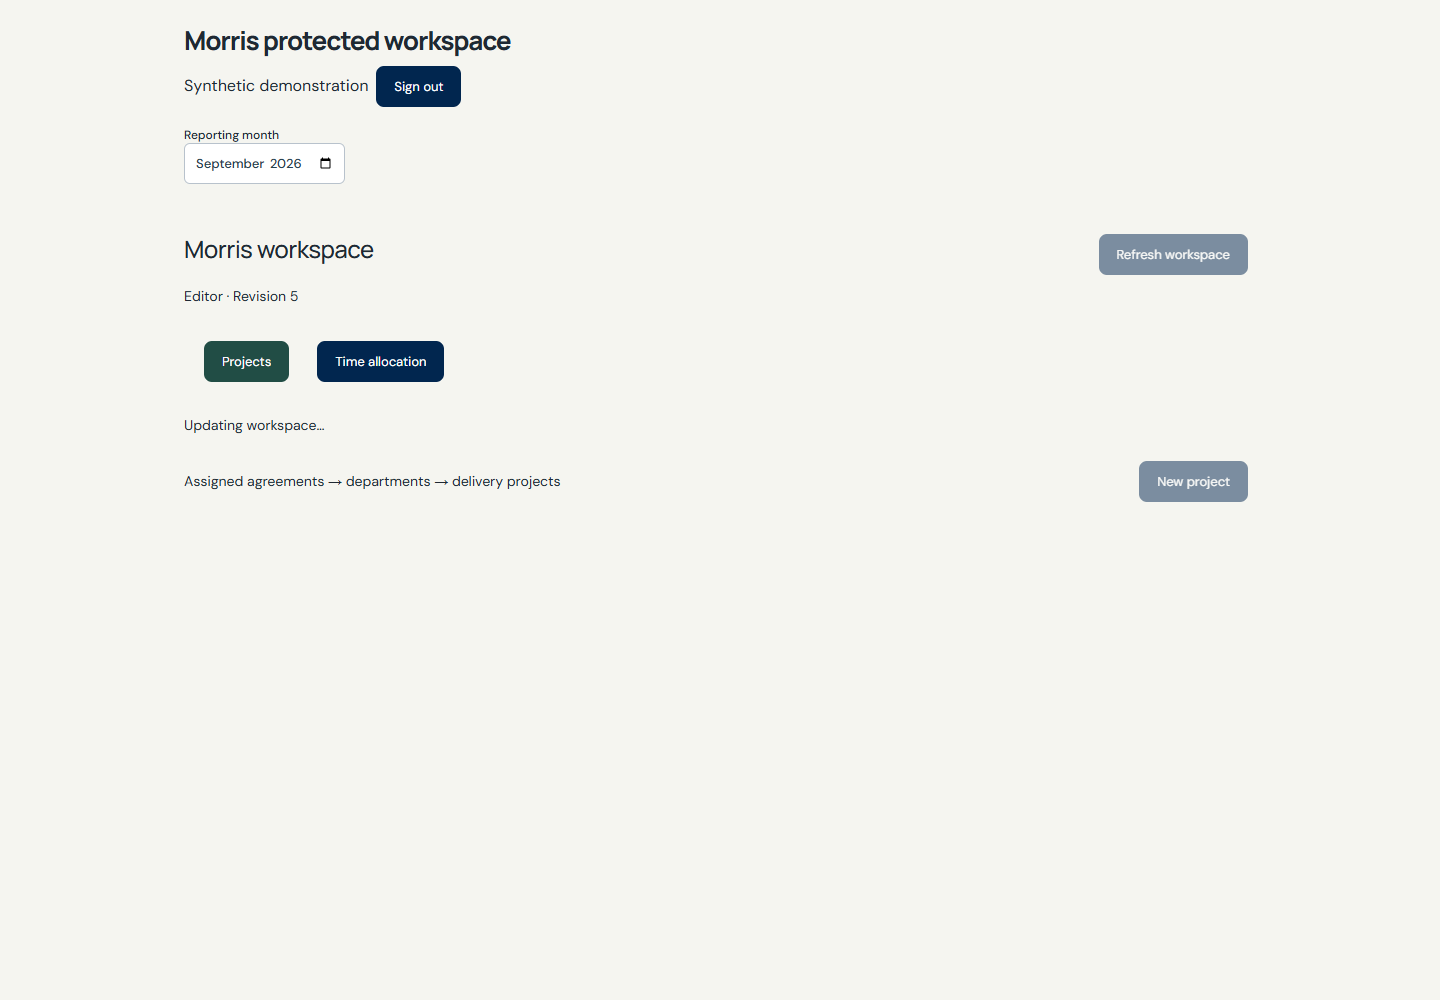 Morris protected workspace
Synthetic demonstration
Sign out
Reporting month
September 2026
Morris workspace
Refresh workspace
Editor · Revision 5
Projects
Time allocation
Updating workspace…
Assigned agreements → departments → delivery projects
New project